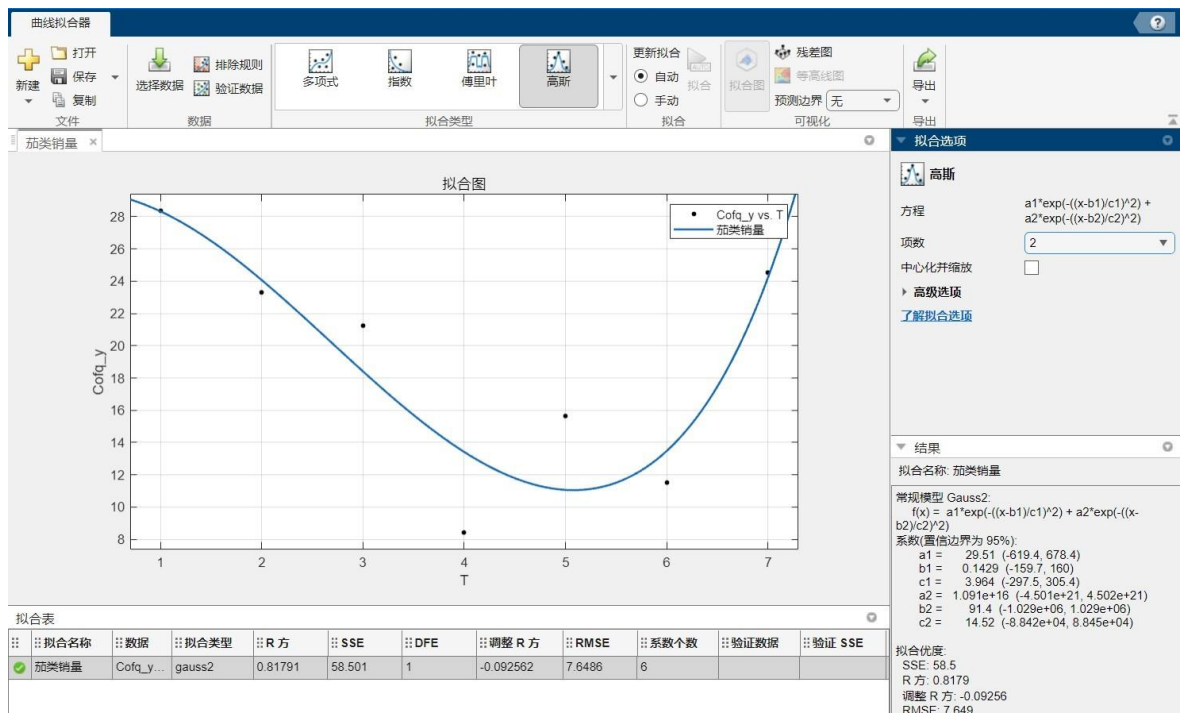 曲线拟合器
?
新建
打开
保存
复制
文件
选择数据
排除规则
验证数据
数据
多项式
指数
傅里叶
高斯
拟合类型
更新拟合
自动
手动
拟合
拟合
拟合图
残差图
等高线图
预测边界 无
可视化
导出
导出
茄类销量 ×
拟合图
Cofq_y vs. T
茄类销量
28
26
24
22
20
18
16
14
12
10
8
Cofq_y
1 2 3 4 5 6 7
T
拟合表
拟合名称 数据 拟合类型 R 方 SSE DFE 调整 R 方 RMSE 系数个数 验证数据 验证 SSE
茄类销量 Cofq_y... gauss2 0.81791 58.501 1 -0.092562 7.6486 6
拟合选项
高斯
方程 a1*exp(-((x-b1)/c1)^2) +
a2*exp(-((x-b2)/c2)^2)
项数 2
中心化并缩放
高级选项
了解拟合选项
结果
拟合名称: 茄类销量
常规模型 Gauss2:
f(x) = a1*exp(-((x-b1)/c1)^2) + a2*exp(-((x-
b2)/c2)^2)
系数(置信边界为 95%):
a1 = 29.51 (-619.4, 678.4)
b1 = 0.1429 (-159.7, 160)
c1 = 3.964 (-297.5, 305.4)
a2 = 1.091e+16 (-4.501e+21, 4.502e+21)
b2 = 91.4 (-1.029e+06, 1.029e+06)
c2 = 14.52 (-8.842e+04, 8.845e+04)
拟合优度:
SSE: 58.5
R 方: 0.8179
调整 R 方: -0.09256
RMSE: 7.649